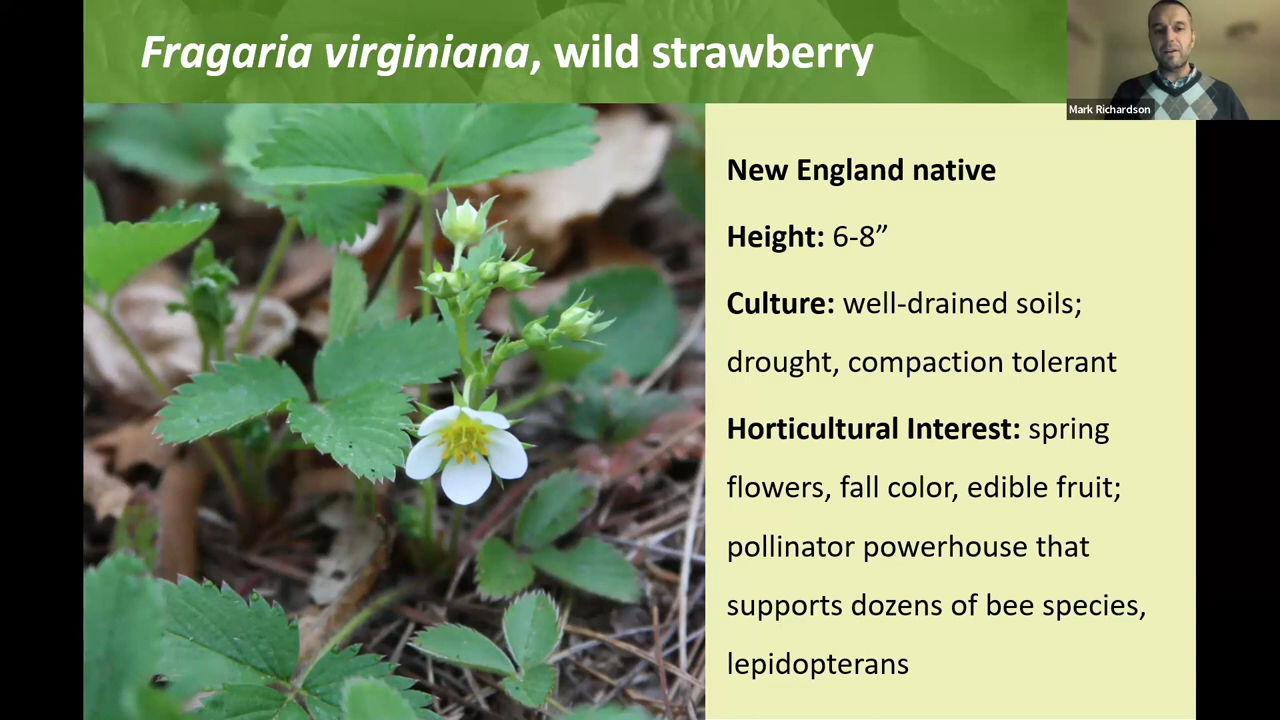 Fragaria virginiana, wild strawberry
Mark Richardson
New England native
Height: 6-8”
Culture: well-drained soils;
drought, compaction tolerant
Horticultural Interest: spring
flowers, fall color, edible fruit;
pollinator powerhouse that
supports dozens of bee species,
lepidopterans